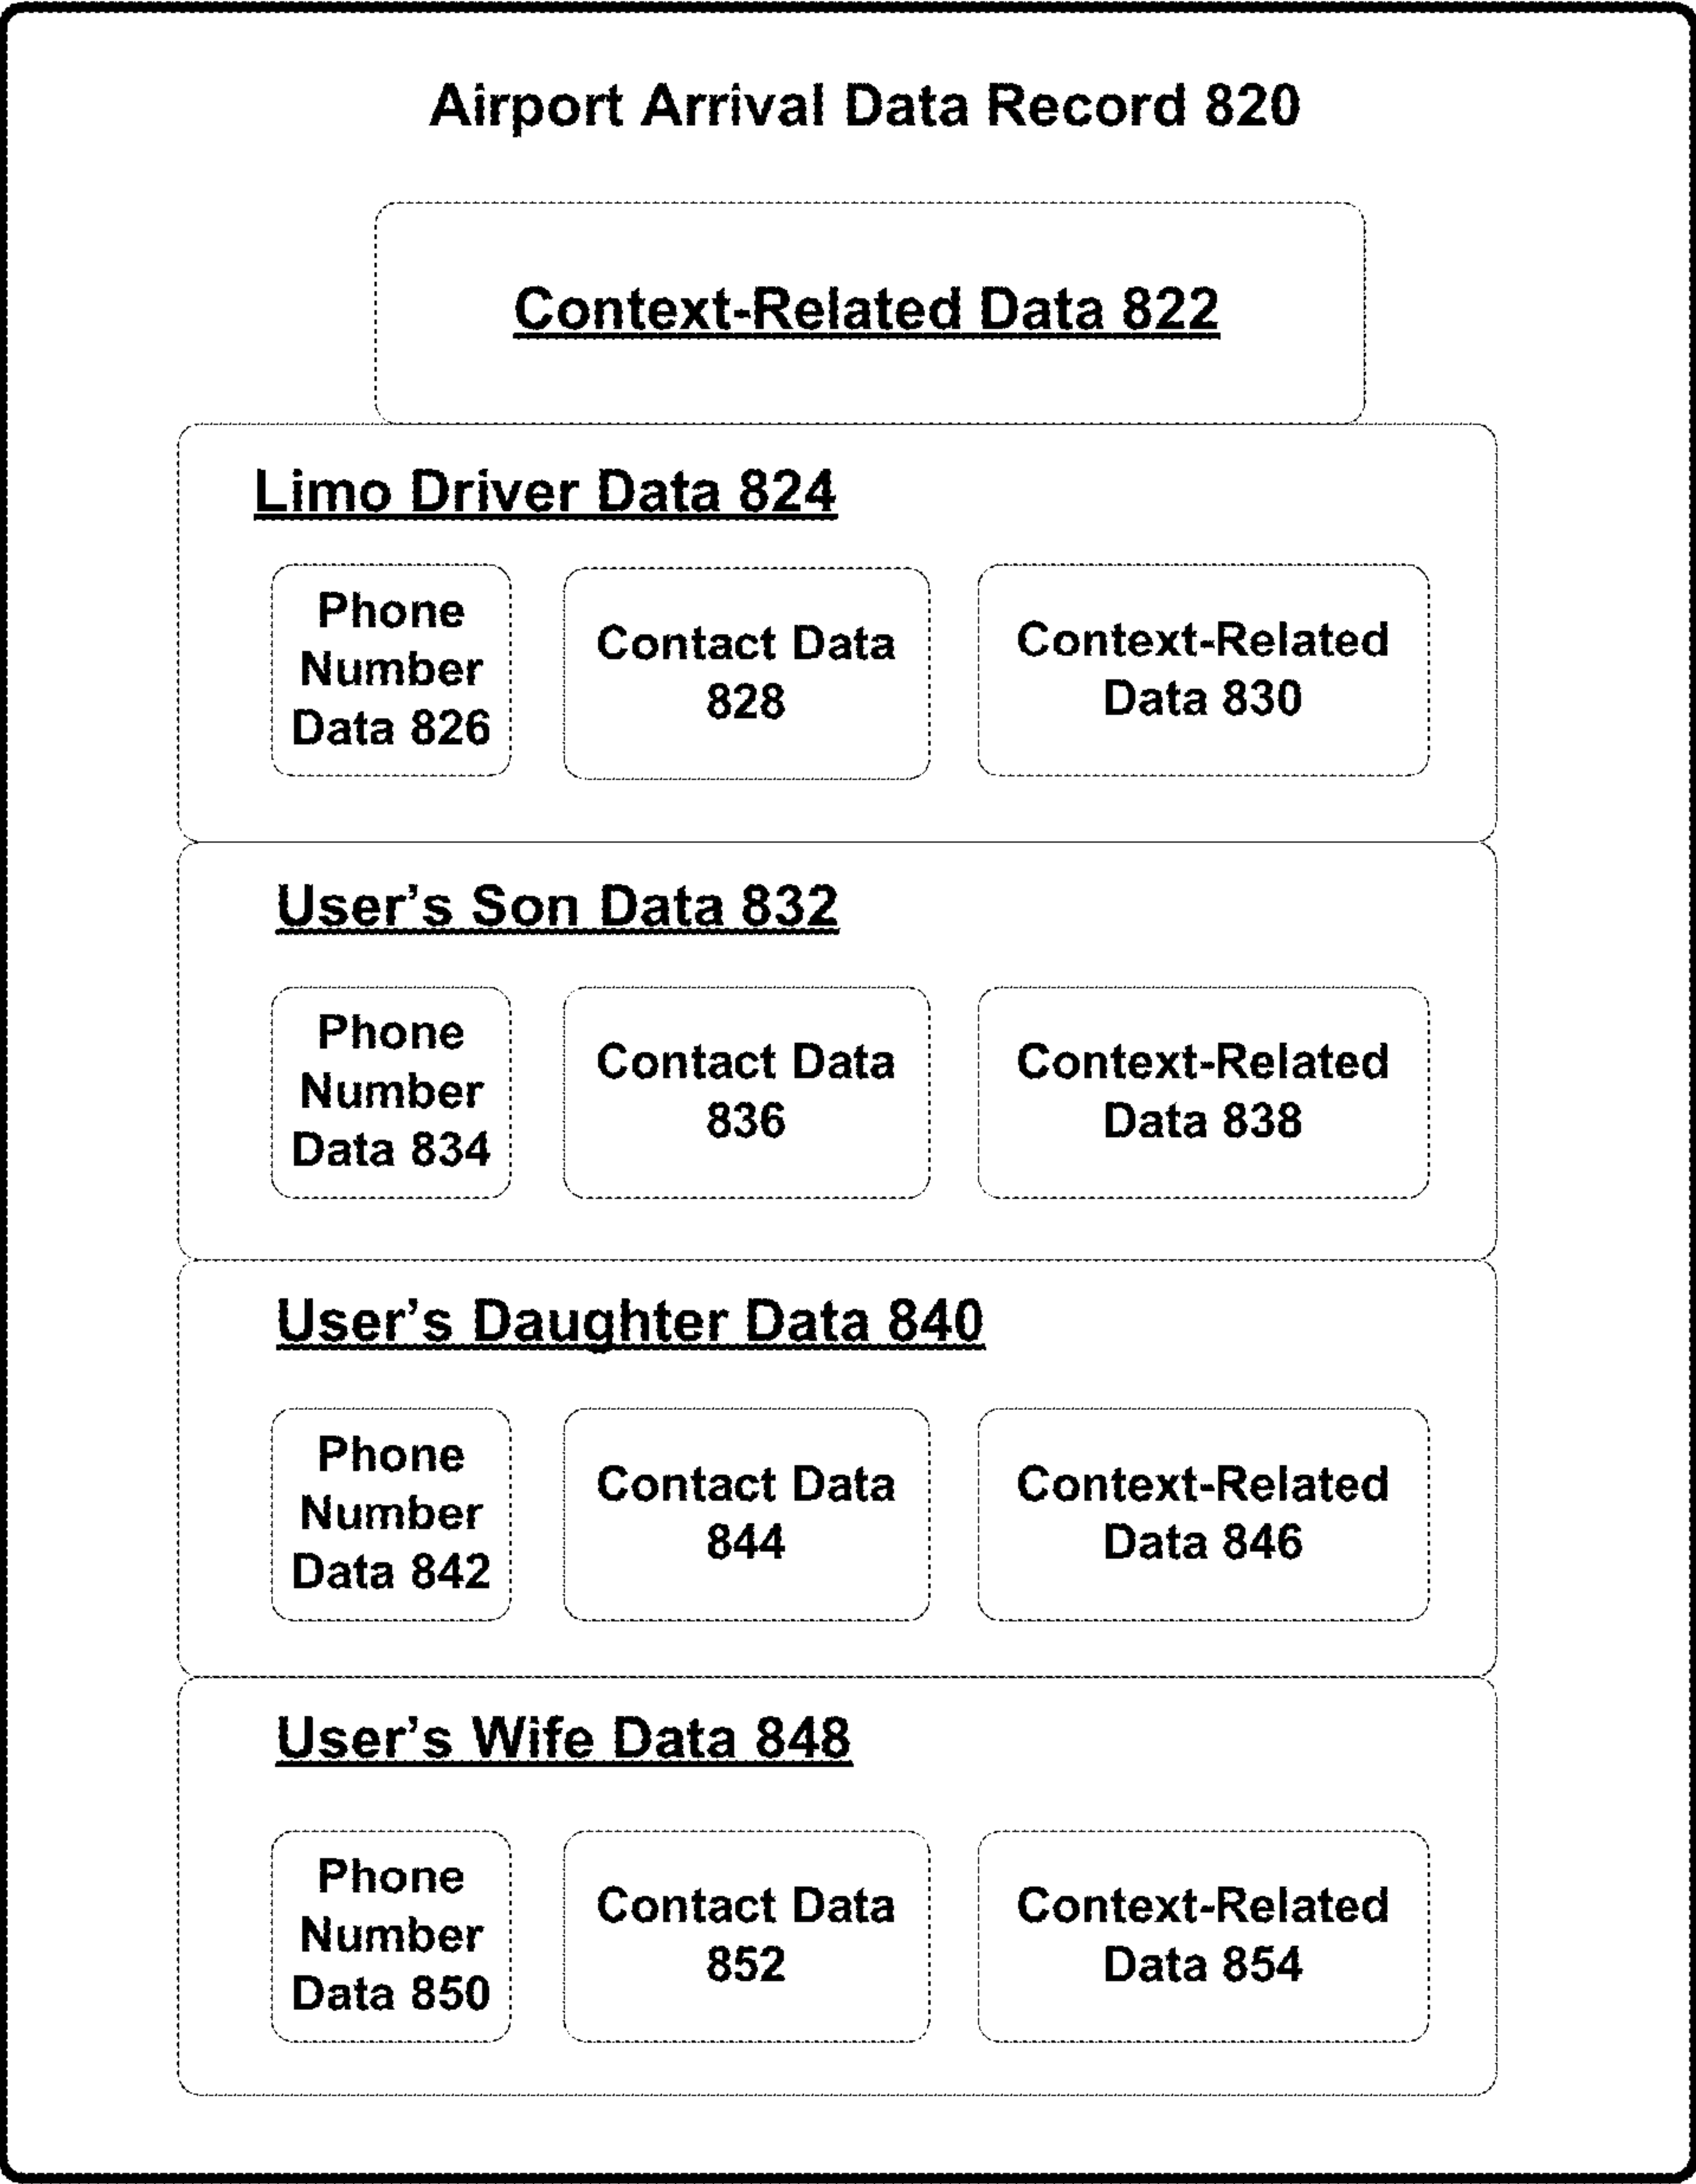 Airport Arrival Data Record 820
Context-Related Data 822
Limo Driver Data 824
Phone
Number
Data 826
Contact Data
828
Context-Related
Data 830
User's Son Data 832
Phone
Number
Data 834
Contact Data
836
Context-Related
Data 838
User's Daughter Data 840
Phone
Number
Data 842
Contact Data
844
Context-Related
Data 846
User's Wife Data 848
Phone
Number
Data 850
Contact Data
852
Context-Related
Data 854